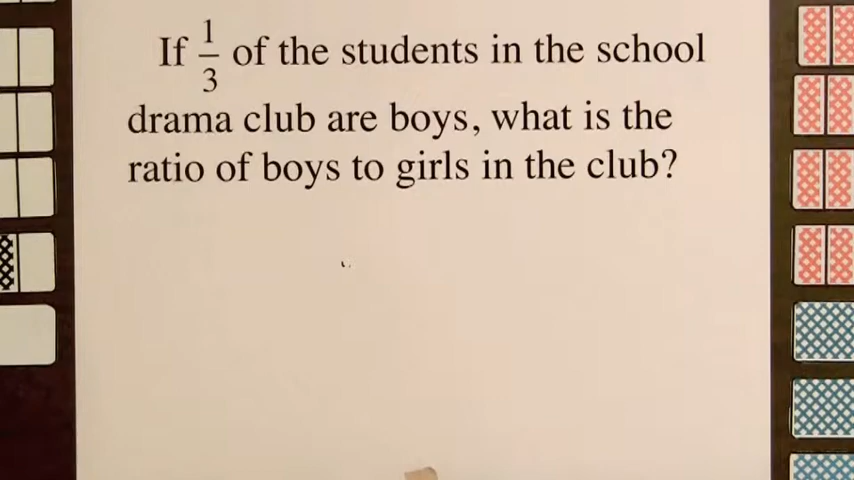 If 1/3 of the students in the school
drama club are boys, what is the
ratio of boys to girls in the club?